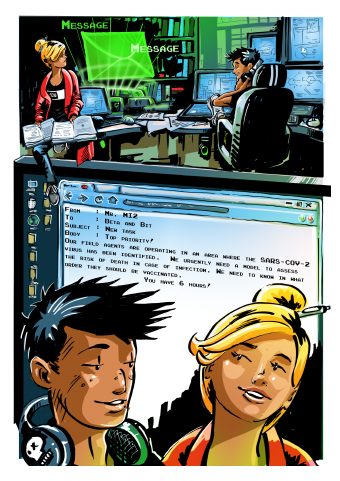 Message
Message
From : Mr. MI2
To : Beta and Bit
Subject : New task
Body : Top priority!
Our field agents are operating in an area where the SARS-COV-2
virus has been identified. We urgently need a model to assess
the risk of death in case of infection. We need to know in what
order they should be vaccinated.
You have 6 hours!